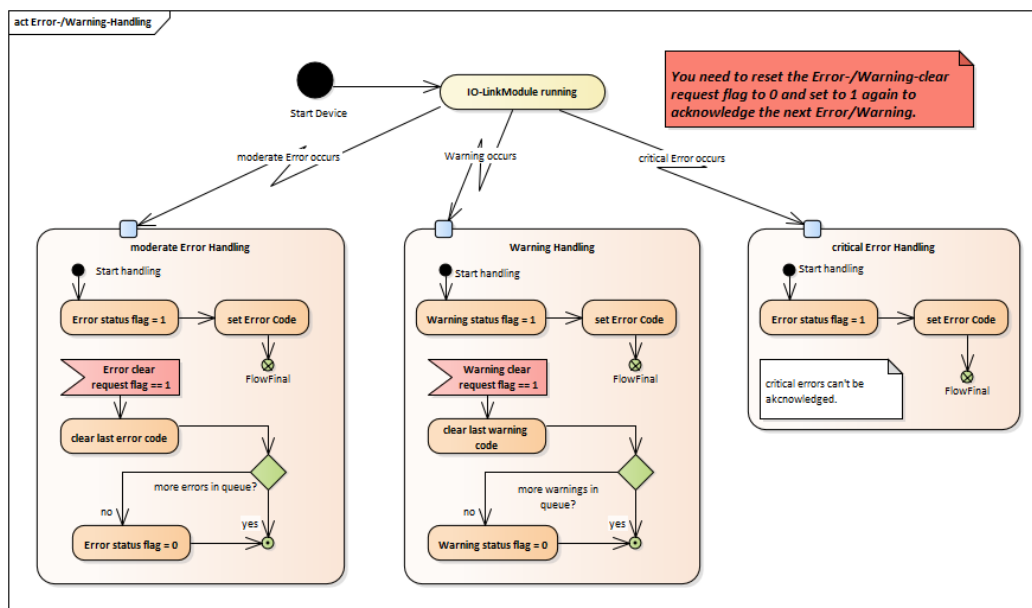 act Error-/Warning-Handling
Start Device
IO-LinkModule running
You need to reset the Error-/Warning-clear
request flag to 0 and set to 1 again to
acknowledge the next Error/Warning.
moderate Error occurs
Warning occurs
critical Error occurs
moderate Error Handling
Start handling
Error status flag = 1
set Error Code
FlowFinal
Error clear
request flag == 1
clear last error code
more errors in queue?
no
yes
Error status flag = 0
Warning Handling
Start handling
Warning status flag = 1
set Error Code
FlowFinal
Warning clear
request flag == 1
clear last warning
code
more warnings in
queue?
no
yes
Warning status flag = 0
critical Error Handling
Start handling
Error status flag = 1
set Error Code
FlowFinal
critical errors can't be
akcnowledged.